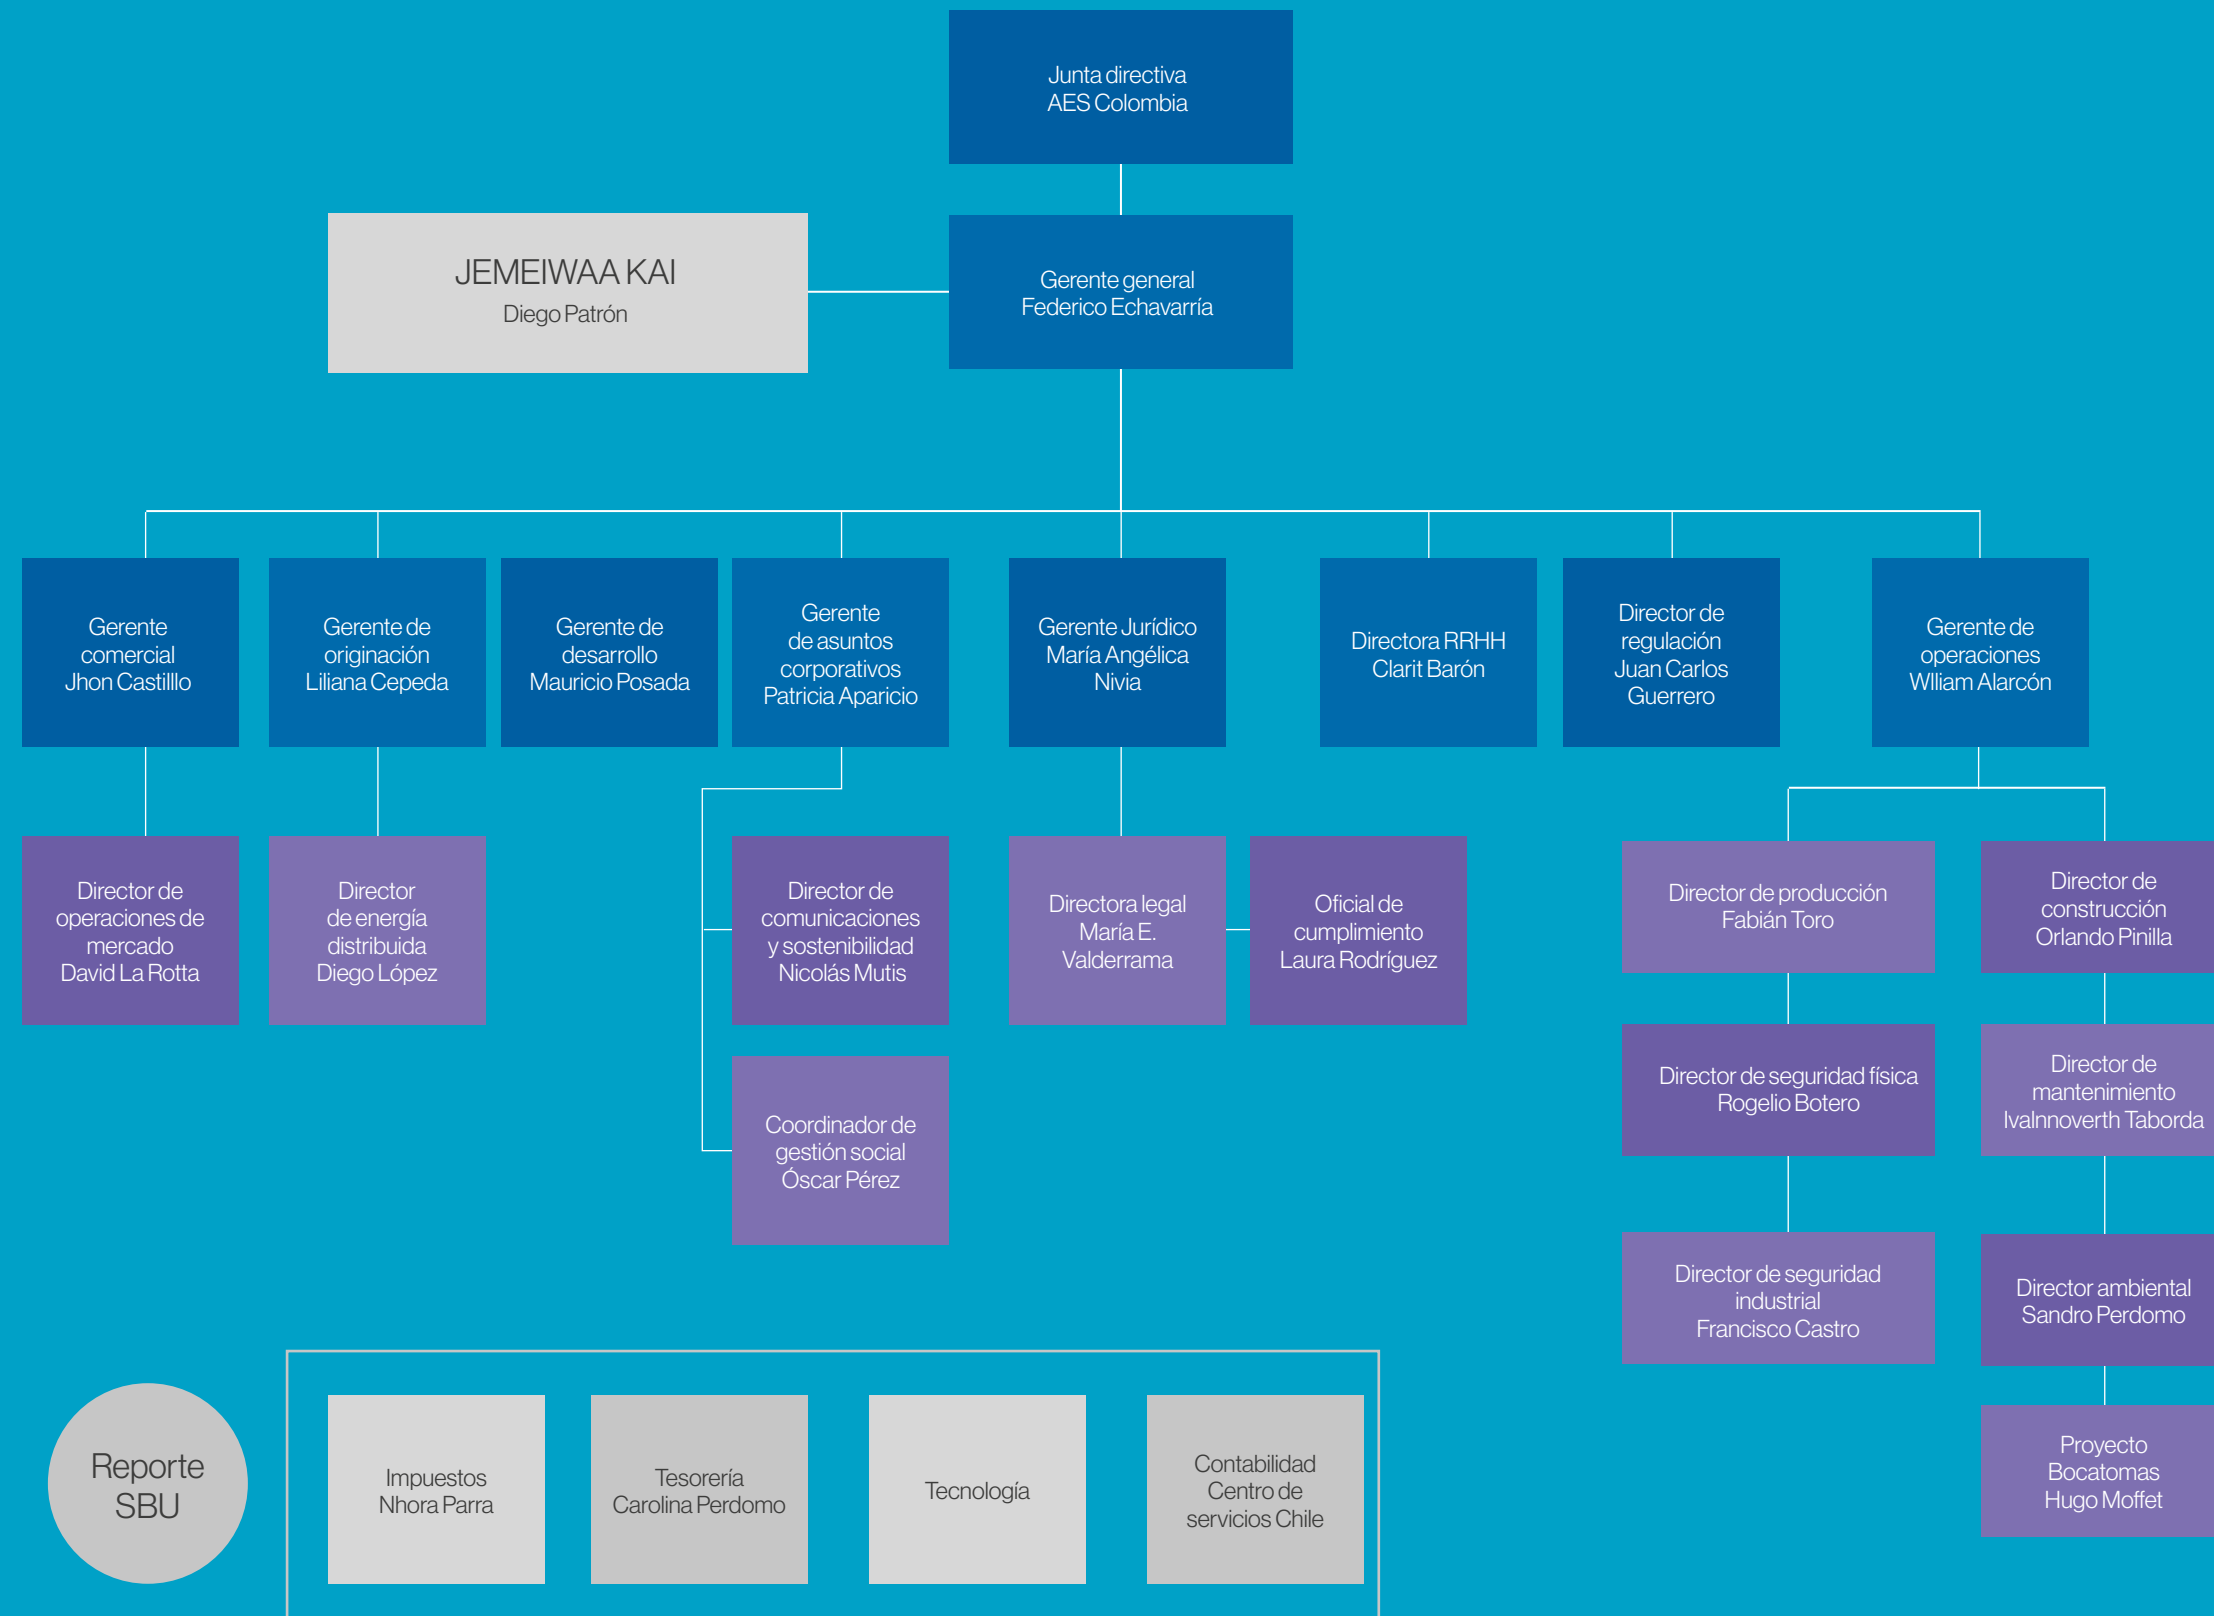 Junta directiva
AES Colombia
JEMEIWAA KAI
Diego Patrón
Gerente general
Federico Echavarría
Gerente
comercial
Jhon Castilllo
Gerente de
originación
Liliana Cepeda
Gerente de
desarrollo
Mauricio Posada
Gerente
de asuntos
corporativos
Patricia Aparicio
Gerente Jurídico
María Angélica
Nivia
Directora RRHH
Clarit Barón
Director de
regulación
Juan Carlos
Guerrero
Gerente de
operaciones
Wlliam Alarcón
Director de
operaciones de
mercado
David La Rotta
Director
de energía
distribuida
Diego López
Director de
comunicaciones
y sostenibilidad
Nicolás Mutis
Directora legal
María E.
Valderrama
Oficial de
cumplimiento
Laura Rodríguez
Director de producción
Fabián Toro
Director de
construcción
Orlando Pinilla
Coordinador de
gestión social
Óscar Pérez
Director de seguridad física
Rogelio Botero
Director de
mantenimiento
Ivalnnoverth Taborda
Director de seguridad
industrial
Francisco Castro
Director ambiental
Sandro Perdomo
Proyecto
Bocatomas
Hugo Moffet
Reporte
SBU
Impuestos
Nhora Parra
Tesorería
Carolina Perdomo
Tecnología
Contabilidad
Centro de
servicios Chile